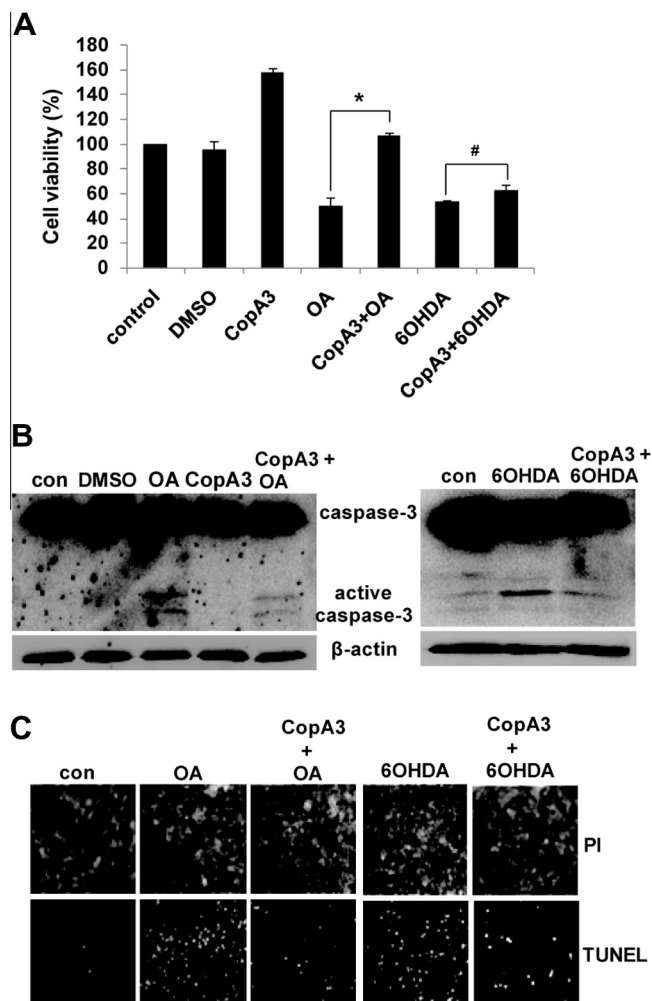 A
Cell viability (%)
180
160
140
120
100
80
60
40
20
0
*
#
control
DMSO
CopA3
OA
CopA3+OA
6OHDA
CopA3+6OHDA
B
con DMSO OA CopA3 CopA3 + OA
con 6OHDA CopA3 + 6OHDA
caspase-3
active
caspase-3
β-actin
C
con OA CopA3 + OA 6OHDA CopA3 + 6OHDA
PI
TUNEL